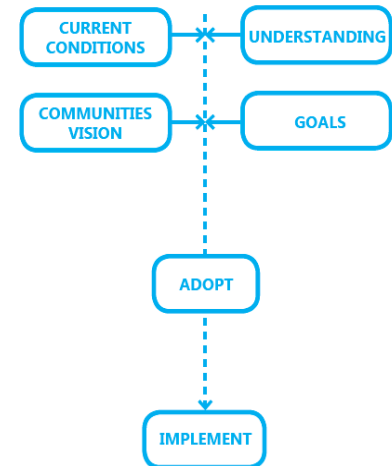 CURRENT
CONDITIONS
UNDERSTANDING
COMMUNITIES
VISION
GOALS
ADOPT
IMPLEMENT